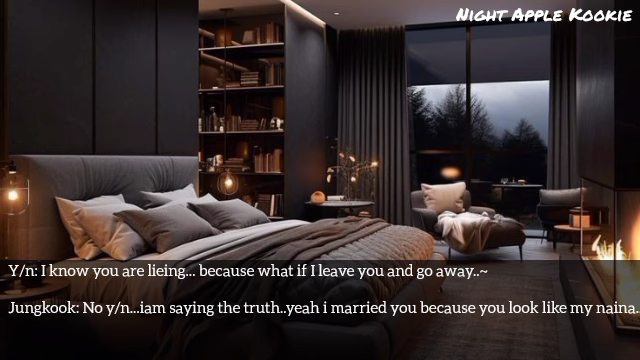 Night Apple Kookie
Y/n: I know you are lieing... because what if I leave you and go away..~
Jungkook: No y/n...iam saying the truth..yeah i married you because you look like my naina.